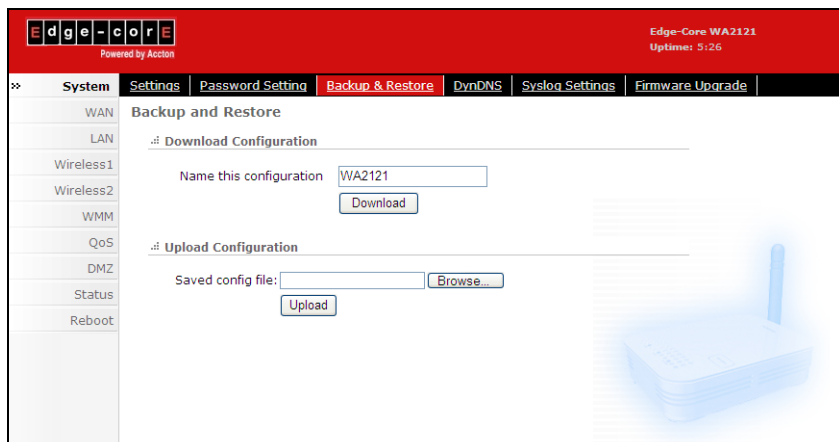 Edge-corE
Powered by Accton
Edge-Core WA2121
Uptime: 5:26
» System
Settings
Password Setting
Backup & Restore
DynDNS
Syslog Settings
Firmware Upgrade
WAN
LAN
Wireless1
Wireless2
WMM
QoS
DMZ
Status
Reboot
Backup and Restore
Download Configuration
Name this configuration WA2121
Download
Upload Configuration
Saved config file: Browse...
Upload